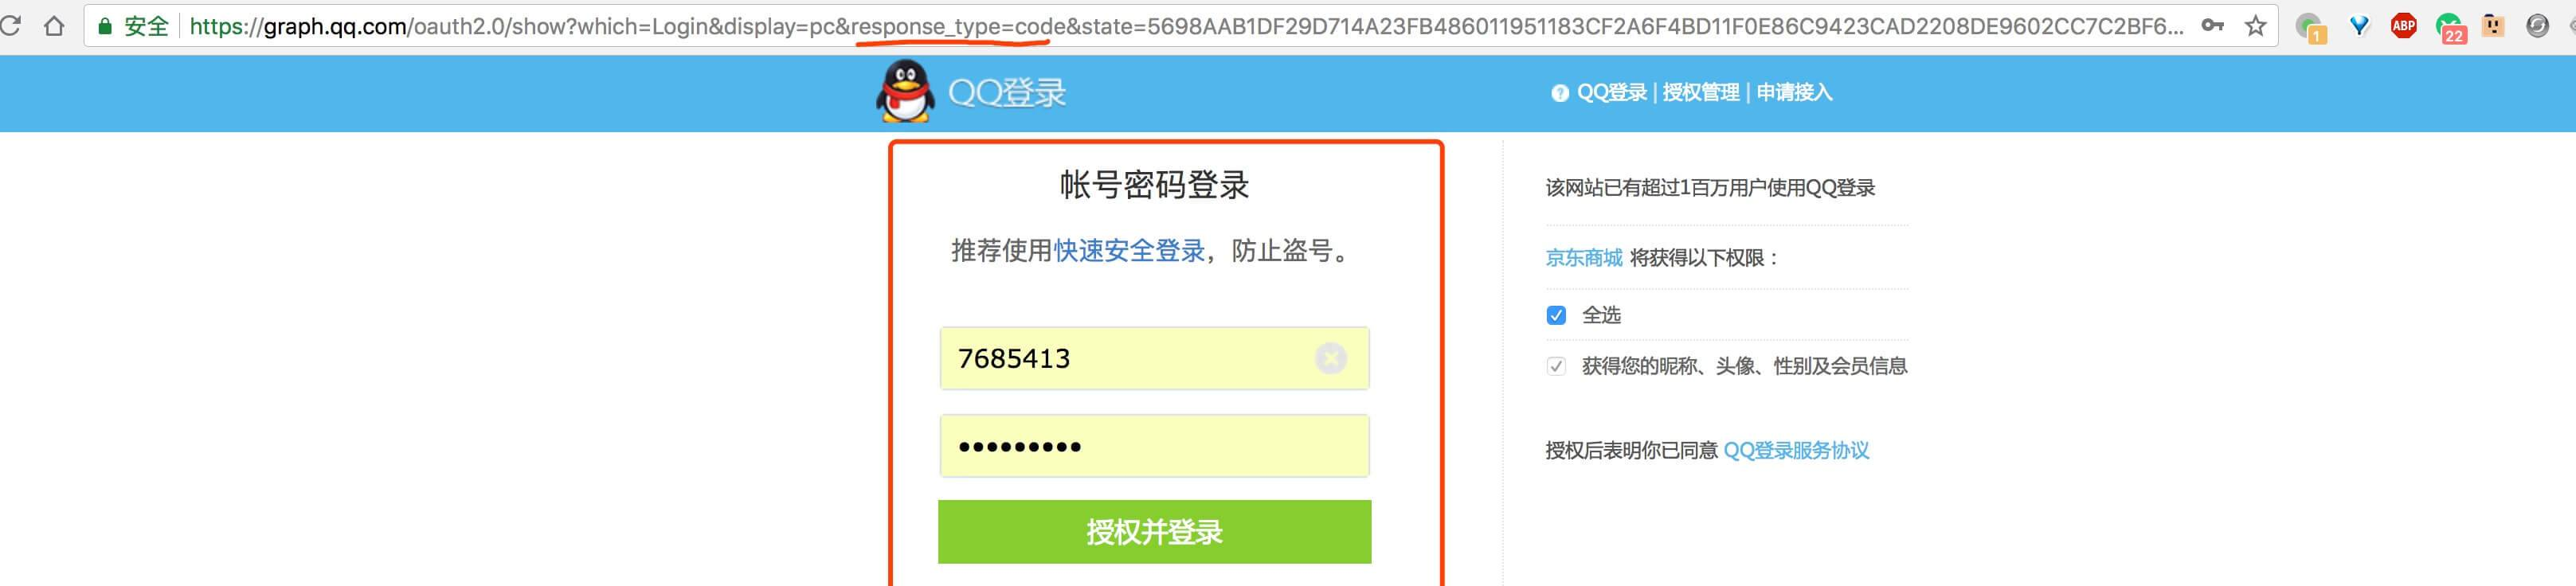 安全 https://graph.qq.com/oauth2.0/show?which=Login&display=pc&response_type=code&state=5698AAB1DF29D714A23FB486011951183CF2A6F4BD11F0E86C9423CAD2208DE9602CC7C2BF6...
1
ABP
22
QQ登录
QQ登录 | 授权管理 | 申请接入
帐号密码登录
推荐使用快速安全登录，防止盗号。
7685413
•••••••••
授权并登录
该网站已有超过1百万用户使用QQ登录
京东商城 将获得以下权限：
全选
获得您的昵称、头像、性别及会员信息
授权后表明你已同意 QQ登录服务协议